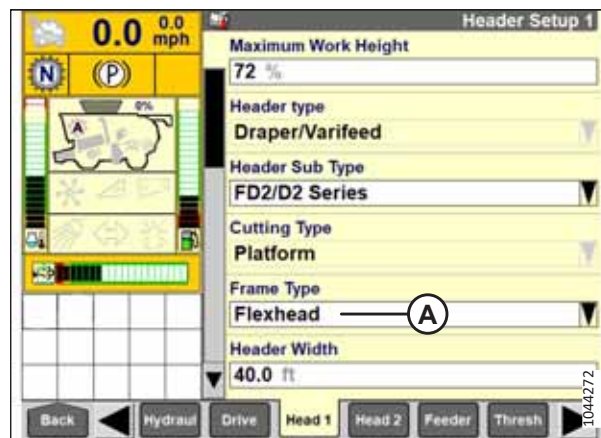 0.0 0.0 mph
N (P)
0%
A
Header Setup 1
Maximum Work Height
72 %
Header type
Draper/Varifeed
Header Sub Type
FD2/D2 Series
Cutting Type
Platform
Frame Type
Flexhead
A
Header Width
40.0 ft
Back Hydraul Drive Head 1 Head 2 Feeder Thresh
1044272